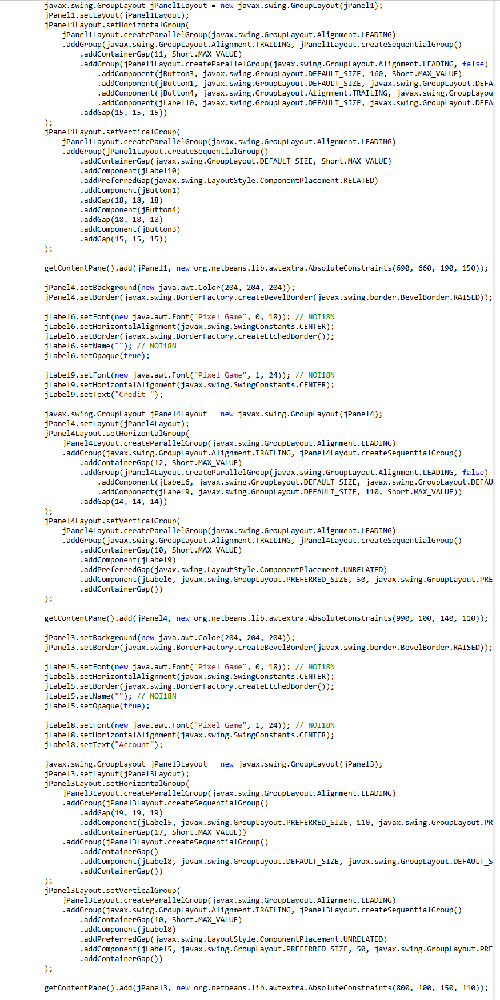 javax.swing.GroupLayout jPanel1Layout = new javax.swing.GroupLayout(jPanel1);
jPanel1.setLayout(jPanel1Layout);
jPanel1Layout.setHorizontalGroup(
jPanel1Layout.createParallelGroup(javax.swing.GroupLayout.Alignment.LEADING)
.addGroup(javax.swing.GroupLayout.Alignment.TRAILING, jPanel1Layout.createSequentialGroup()
.addContainerGap(11, Short.MAX_VALUE)
.addGroup(jPanel1Layout.createParallelGroup(javax.swing.GroupLayout.Alignment.LEADING, false)
.addComponent(jButton3, javax.swing.GroupLayout.DEFAULT_SIZE, 160, Short.MAX_VALUE)
.addComponent(jButton1, javax.swing.GroupLayout.DEFAULT_SIZE, javax.swing.GroupLayout.DEFA
.addComponent(jButton4, javax.swing.GroupLayout.Alignment.TRAILING, javax.swing.GroupLayou
.addComponent(jLabel10, javax.swing.GroupLayout.DEFAULT_SIZE, javax.swing.GroupLayout.DEFA
.addGap(15, 15, 15))
);
jPanel1Layout.setVerticalGroup(
jPanel1Layout.createParallelGroup(javax.swing.GroupLayout.Alignment.LEADING)
.addGroup(jPanel1Layout.createSequentialGroup()
.addContainerGap(javax.swing.GroupLayout.DEFAULT_SIZE, Short.MAX_VALUE)
.addComponent(jLabel10)
.addPreferredGap(javax.swing.LayoutStyle.ComponentPlacement.RELATED)
.addComponent(jButton1)
.addGap(18, 18, 18)
.addComponent(jButton4)
.addGap(18, 18, 18)
.addComponent(jButton3)
.addGap(15, 15, 15))
);
getContentPane().add(jPanel1, new org.netbeans.lib.awtextra.AbsoluteConstraints(690, 660, 190, 150));
jPanel4.setBackground(new java.awt.Color(204, 204, 204));
jPanel4.setBorder(javax.swing.BorderFactory.createBevelBorder(javax.swing.border.BevelBorder.RAISED));
jLabel6.setFont(new java.awt.Font("Pixel Game", 0, 18)); // NOI18N
jLabel6.setHorizontalAlignment(javax.swing.SwingConstants.CENTER);
jLabel6.setBorder(javax.swing.BorderFactory.createEtchedBorder());
jLabel6.setName(""); // NOI18N
jLabel6.setOpaque(true);
jLabel9.setFont(new java.awt.Font("Pixel Game", 1, 24)); // NOI18N
jLabel9.setHorizontalAlignment(javax.swing.SwingConstants.CENTER);
jLabel9.setText("Credit ");
javax.swing.GroupLayout jPanel4Layout = new javax.swing.GroupLayout(jPanel4);
jPanel4.setLayout(jPanel4Layout);
jPanel4Layout.setHorizontalGroup(
jPanel4Layout.createParallelGroup(javax.swing.GroupLayout.Alignment.LEADING)
.addGroup(javax.swing.GroupLayout.Alignment.TRAILING, jPanel4Layout.createSequentialGroup()
.addContainerGap(12, Short.MAX_VALUE)
.addGroup(jPanel4Layout.createParallelGroup(javax.swing.GroupLayout.Alignment.LEADING, false)
.addComponent(jLabel6, javax.swing.GroupLayout.DEFAULT_SIZE, javax.swing.GroupLayout.DEFAU
.addComponent(jLabel9, javax.swing.GroupLayout.DEFAULT_SIZE, 110, Short.MAX_VALUE))
.addGap(14, 14, 14))
);
jPanel4Layout.setVerticalGroup(
jPanel4Layout.createParallelGroup(javax.swing.GroupLayout.Alignment.LEADING)
.addGroup(javax.swing.GroupLayout.Alignment.TRAILING, jPanel4Layout.createSequentialGroup()
.addContainerGap(10, Short.MAX_VALUE)
.addComponent(jLabel9)
.addPreferredGap(javax.swing.LayoutStyle.ComponentPlacement.UNRELATED)
.addComponent(jLabel6, javax.swing.GroupLayout.PREFERRED_SIZE, 50, javax.swing.GroupLayout.PRE
.addContainerGap())
);
getContentPane().add(jPanel4, new org.netbeans.lib.awtextra.AbsoluteConstraints(990, 100, 140, 110));
jPanel3.setBackground(new java.awt.Color(204, 204, 204));
jPanel3.setBorder(javax.swing.BorderFactory.createBevelBorder(javax.swing.border.BevelBorder.RAISED));
jLabel5.setFont(new java.awt.Font("Pixel Game", 0, 18)); // NOI18N
jLabel5.setHorizontalAlignment(javax.swing.SwingConstants.CENTER);
jLabel5.setBorder(javax.swing.BorderFactory.createEtchedBorder());
jLabel5.setName(""); // NOI18N
jLabel5.setOpaque(true);
jLabel8.setFont(new java.awt.Font("Pixel Game", 1, 24)); // NOI18N
jLabel8.setHorizontalAlignment(javax.swing.SwingConstants.CENTER);
jLabel8.setText("Account");
javax.swing.GroupLayout jPanel3Layout = new javax.swing.GroupLayout(jPanel3);
jPanel3.setLayout(jPanel3Layout);
jPanel3Layout.setHorizontalGroup(
jPanel3Layout.createParallelGroup(javax.swing.GroupLayout.Alignment.LEADING)
.addGroup(jPanel3Layout.createSequentialGroup()
.addGap(19, 19, 19)
.addComponent(jLabel5, javax.swing.GroupLayout.PREFERRED_SIZE, 110, javax.swing.GroupLayout.PR
.addContainerGap(17, Short.MAX_VALUE))
.addGroup(jPanel3Layout.createSequentialGroup()
.addContainerGap()
.addComponent(jLabel8, javax.swing.GroupLayout.DEFAULT_SIZE, javax.swing.GroupLayout.DEFAULT_S
.addContainerGap())
);
jPanel3Layout.setVerticalGroup(
jPanel3Layout.createParallelGroup(javax.swing.GroupLayout.Alignment.LEADING)
.addGroup(javax.swing.GroupLayout.Alignment.TRAILING, jPanel3Layout.createSequentialGroup()
.addContainerGap(10, Short.MAX_VALUE)
.addComponent(jLabel8)
.addPreferredGap(javax.swing.LayoutStyle.ComponentPlacement.UNRELATED)
.addComponent(jLabel5, javax.swing.GroupLayout.PREFERRED_SIZE, 50, javax.swing.GroupLayout.PRE
.addContainerGap())
);
getContentPane().add(jPanel3, new org.netbeans.lib.awtextra.AbsoluteConstraints(800, 100, 150, 110));